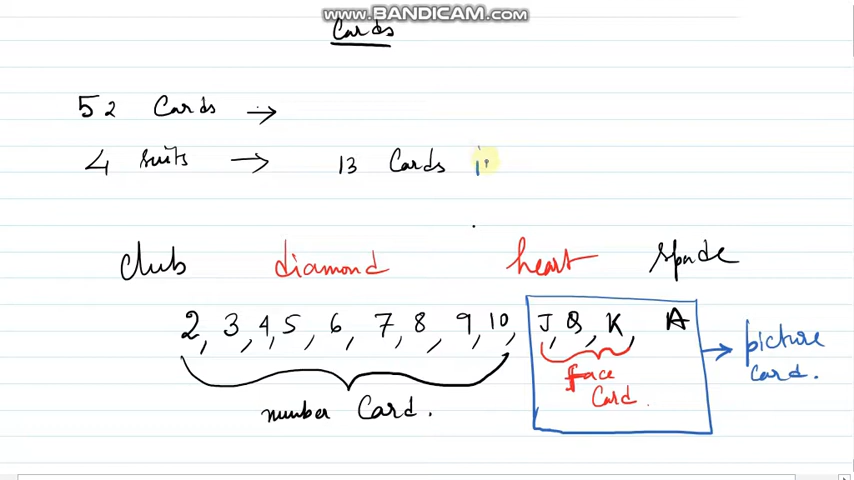 www.BANDICAM.com
Cards
52 Cards →
4 suits → 13 Cards
club diamond heart spade
2, 3, 4, 5, 6, 7, 8, 9, 10, J, Q, K, A
number Card.
face
Card.
picture
card.